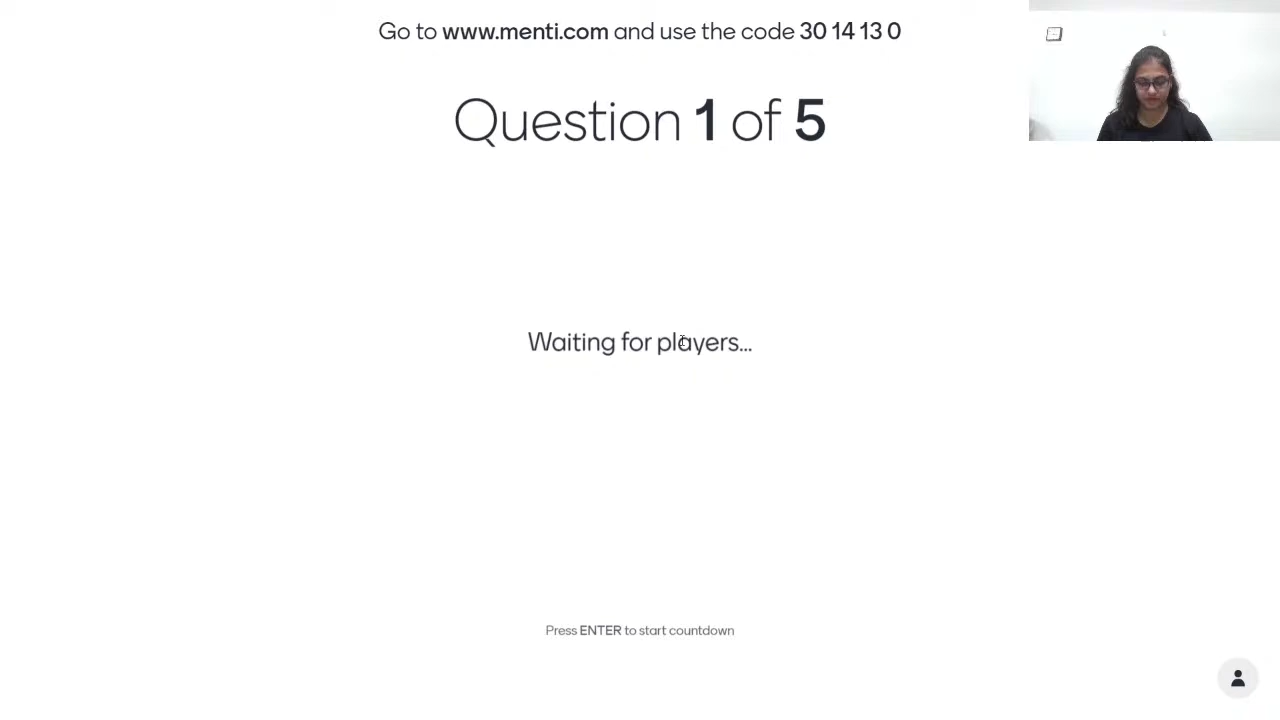 Go to www.menti.com and use the code 30 14 13 0
Question 1 of 5
Waiting for players...
Press ENTER to start countdown